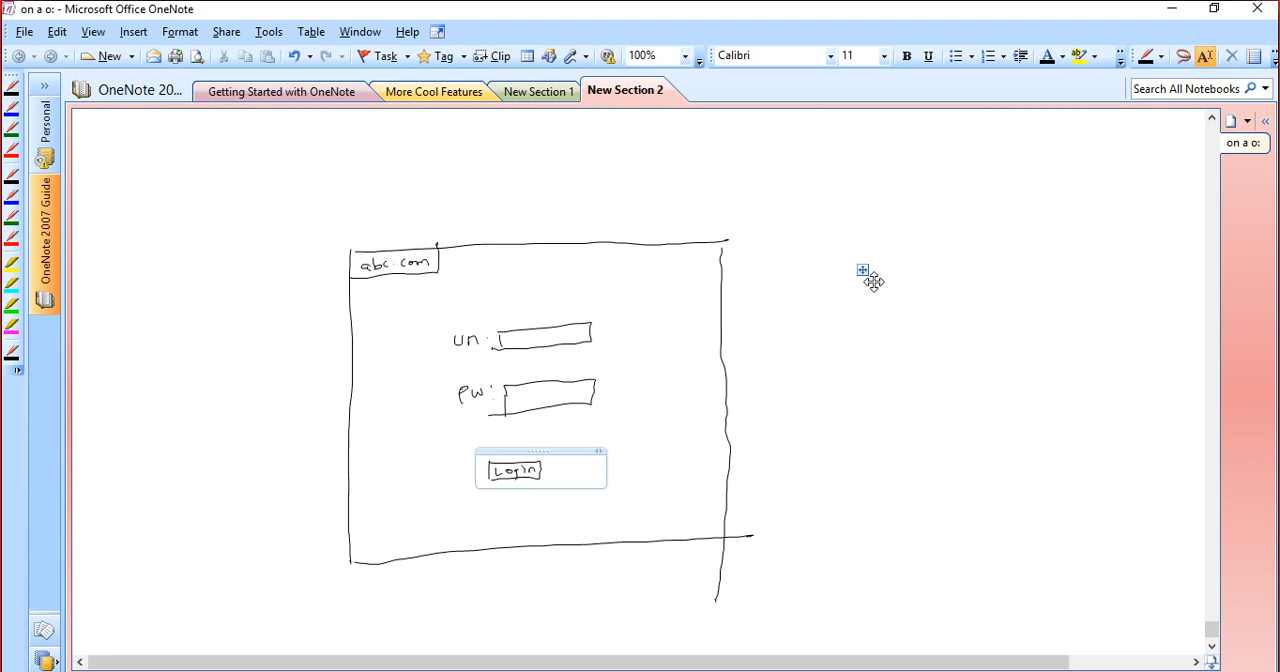 on a o: - Microsoft Office OneNote
File Edit View Insert Format Share Tools Table Window Help
New Task Tag Clip 100% Calibri 11 B U A ab A
OneNote 20... Getting Started with OneNote More Cool Features New Section 1 New Section 2 Search All Notebooks
Personal
OneNote 2007 Guide
on a o:
abc.com
un:
pw:
Login